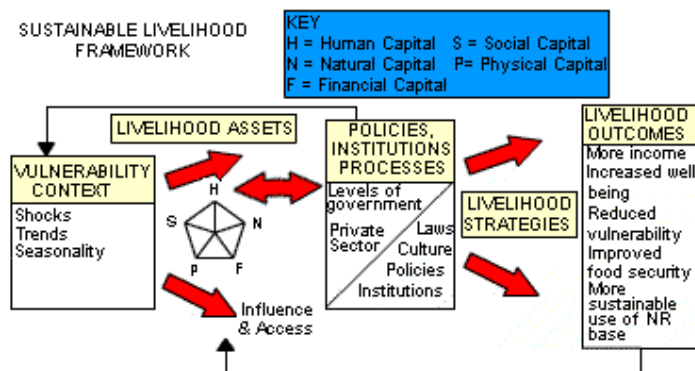 SUSTAINABLE LIVELIHOOD
FRAMEWORK
KEY
H = Human Capital S = Social Capital
N = Natural Capital P= Physical Capital
F = Financial Capital
LIVELIHOOD ASSETS
VULNERABILITY
CONTEXT
Shocks
Trends
Seasonality
H
S
N
P
F
Influence
& Access
POLICIES,
INSTITUTIONS
PROCESSES
Levels of
government
Private
Sector
Laws
Culture
Policies
Institutions
LIVELIHOOD
STRATEGIES
LIVELIHOOD
OUTCOMES
More income
Increased well
being
Reduced
vulnerability
Improved
food security
More
sustainable
use of NR
base